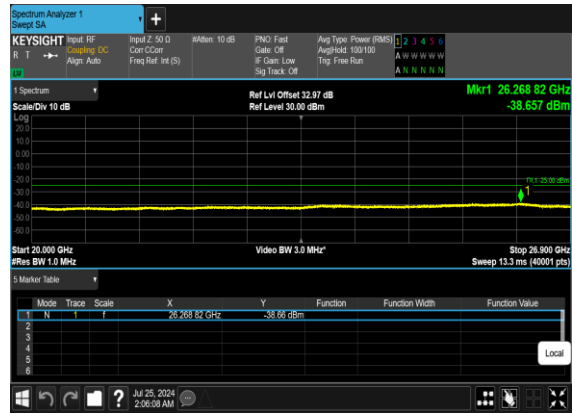 Spectrum Analyzer 1
Swept SA
+
KEYSIGHT
R T
Input: RF
Coupling: DC
Align: Auto
Input Z: 50 Ω
Corr CCorr
Freq Ref: Int (S)
#Atten: 10 dB
PNO: Fast
Gate: Off
IF Gain: Low
Sig Track: Off
Avg Type: Power (RMS)
Avg|Hold: 100/100
Trig: Free Run
1 2 3 4 5 6
A W W W W W
A N N N N N
1 Spectrum
Scale/Div 10 dB
Ref Lvl Offset 32.97 dB
Ref Level 30.00 dBm
Mkr1 26.268 82 GHz
-38.657 dBm
Log
20.0
10.0
0.00
-10.0
-20.0
-30.0
-40.0
-50.0
-60.0
DL1 -25.00 dBm
1
Start 20.000 GHz
#Res BW 1.0 MHz
Video BW 3.0 MHz*
Stop 26.900 GHz
Sweep 13.3 ms (40001 pts)
5 Marker Table
Mode Trace Scale X Y Function Function Width Function Value
1 N 1 f 26.268 82 GHz -38.66 dBm
2
3
4
5
6
Local
?
Jul 25, 2024
2:06:08 AM